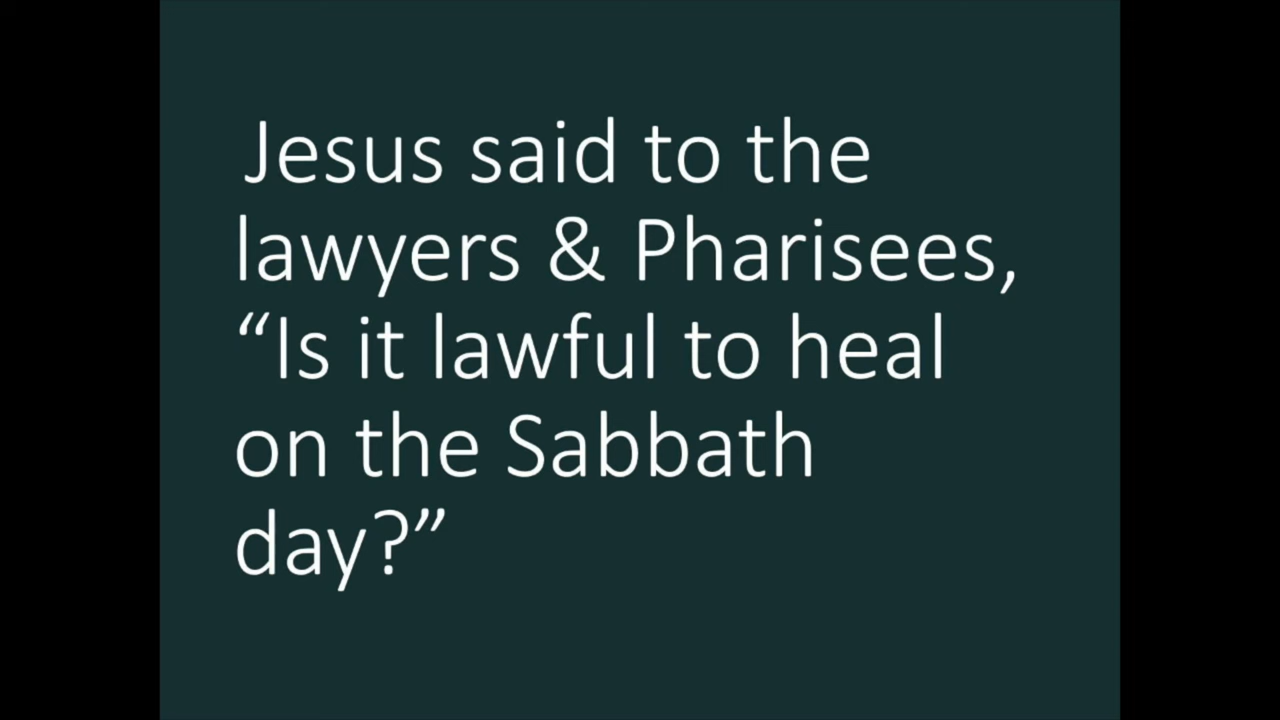 Jesus said to the
lawyers & Pharisees,
“Is it lawful to heal
on the Sabbath
day?”